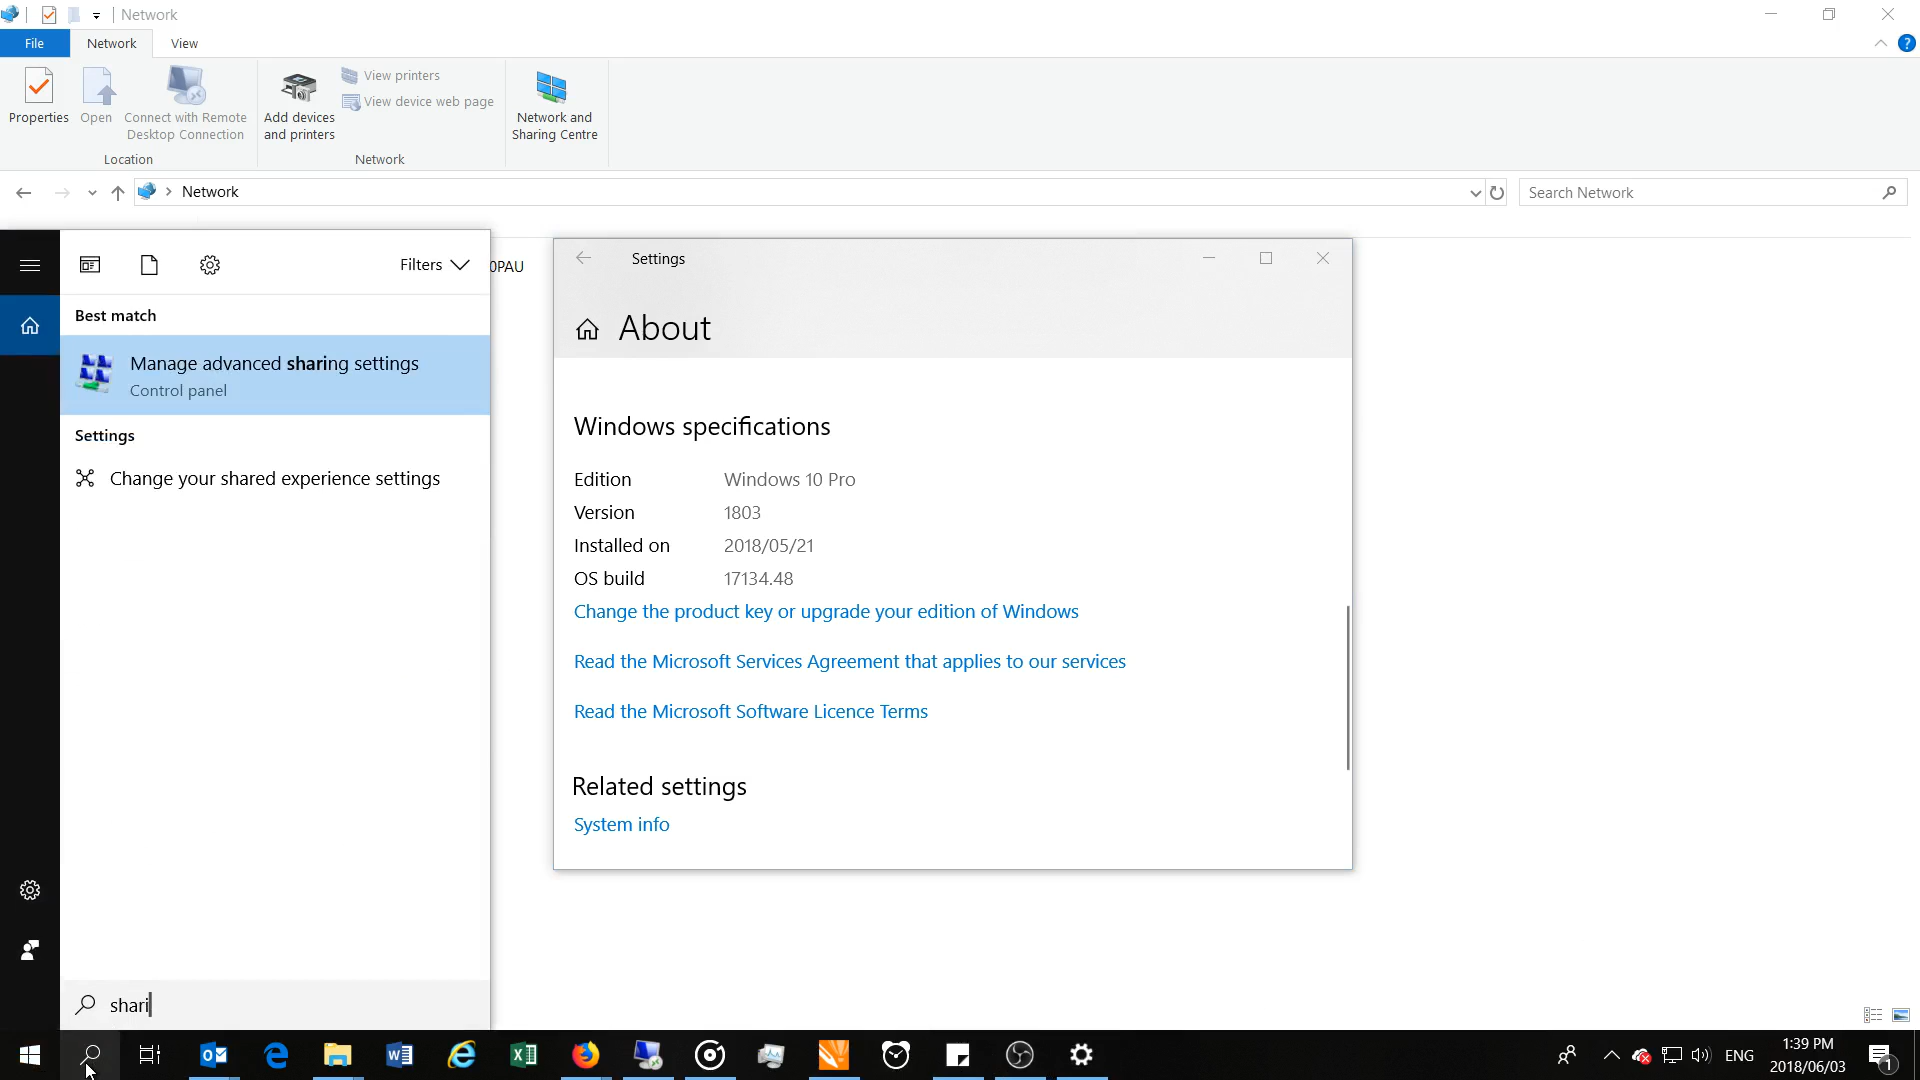 Network
File
Network
View
Properties
Open
Connect with Remote
Desktop Connection
Location
Add devices
and printers
View printers
View device web page
Network
Network and
Sharing Centre
Network
Search Network
Filters
0PAU
Best match
Manage advanced sharing settings
Control panel
Settings
Change your shared experience settings
shari
Settings
About
Windows specifications
Edition Windows 10 Pro
Version 1803
Installed on 2018/05/21
OS build 17134.48
Change the product key or upgrade your edition of Windows
Read the Microsoft Services Agreement that applies to our services
Read the Microsoft Software Licence Terms
Related settings
System info
ENG
1:39 PM
2018/06/03
1